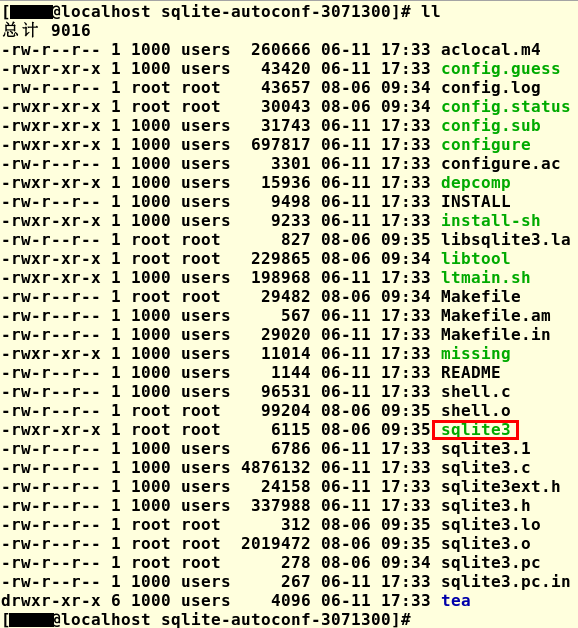 [@localhost sqlite-autoconf-3071300]# ll
总计 9016
-rw-r--r-- 1 1000 users  260666 06-11 17:33 aclocal.m4
-rwxr-xr-x 1 1000 users   43420 06-11 17:33 config.guess
-rw-r--r-- 1 root root    43657 08-06 09:34 config.log
-rwxr-xr-x 1 root root    30043 08-06 09:34 config.status
-rwxr-xr-x 1 1000 users   31743 06-11 17:33 config.sub
-rwxr-xr-x 1 1000 users  697817 06-11 17:33 configure
-rw-r--r-- 1 1000 users    3301 06-11 17:33 configure.ac
-rwxr-xr-x 1 1000 users   15936 06-11 17:33 depcomp
-rw-r--r-- 1 1000 users    9498 06-11 17:33 INSTALL
-rwxr-xr-x 1 1000 users    9233 06-11 17:33 install-sh
-rw-r--r-- 1 root root      827 08-06 09:35 libsqlite3.la
-rwxr-xr-x 1 root root   229865 08-06 09:34 libtool
-rwxr-xr-x 1 1000 users  198968 06-11 17:33 ltmain.sh
-rw-r--r-- 1 root root    29482 08-06 09:34 Makefile
-rw-r--r-- 1 1000 users     567 06-11 17:33 Makefile.am
-rw-r--r-- 1 1000 users   29020 06-11 17:33 Makefile.in
-rwxr-xr-x 1 1000 users   11014 06-11 17:33 missing
-rw-r--r-- 1 1000 users    1144 06-11 17:33 README
-rw-r--r-- 1 1000 users   96531 06-11 17:33 shell.c
-rw-r--r-- 1 root root    99204 08-06 09:35 shell.o
-rwxr-xr-x 1 root root     6115 08-06 09:35 sqlite3
-rw-r--r-- 1 1000 users    6786 06-11 17:33 sqlite3.1
-rw-r--r-- 1 1000 users 4876132 06-11 17:33 sqlite3.c
-rw-r--r-- 1 1000 users   24158 06-11 17:33 sqlite3ext.h
-rw-r--r-- 1 1000 users  337988 06-11 17:33 sqlite3.h
-rw-r--r-- 1 root root      312 08-06 09:35 sqlite3.lo
-rw-r--r-- 1 root root  2019472 08-06 09:35 sqlite3.o
-rw-r--r-- 1 root root      278 08-06 09:34 sqlite3.pc
-rw-r--r-- 1 1000 users     267 06-11 17:33 sqlite3.pc.in
drwxr-xr-x 6 1000 users    4096 06-11 17:33 tea
[@localhost sqlite-autoconf-3071300]#